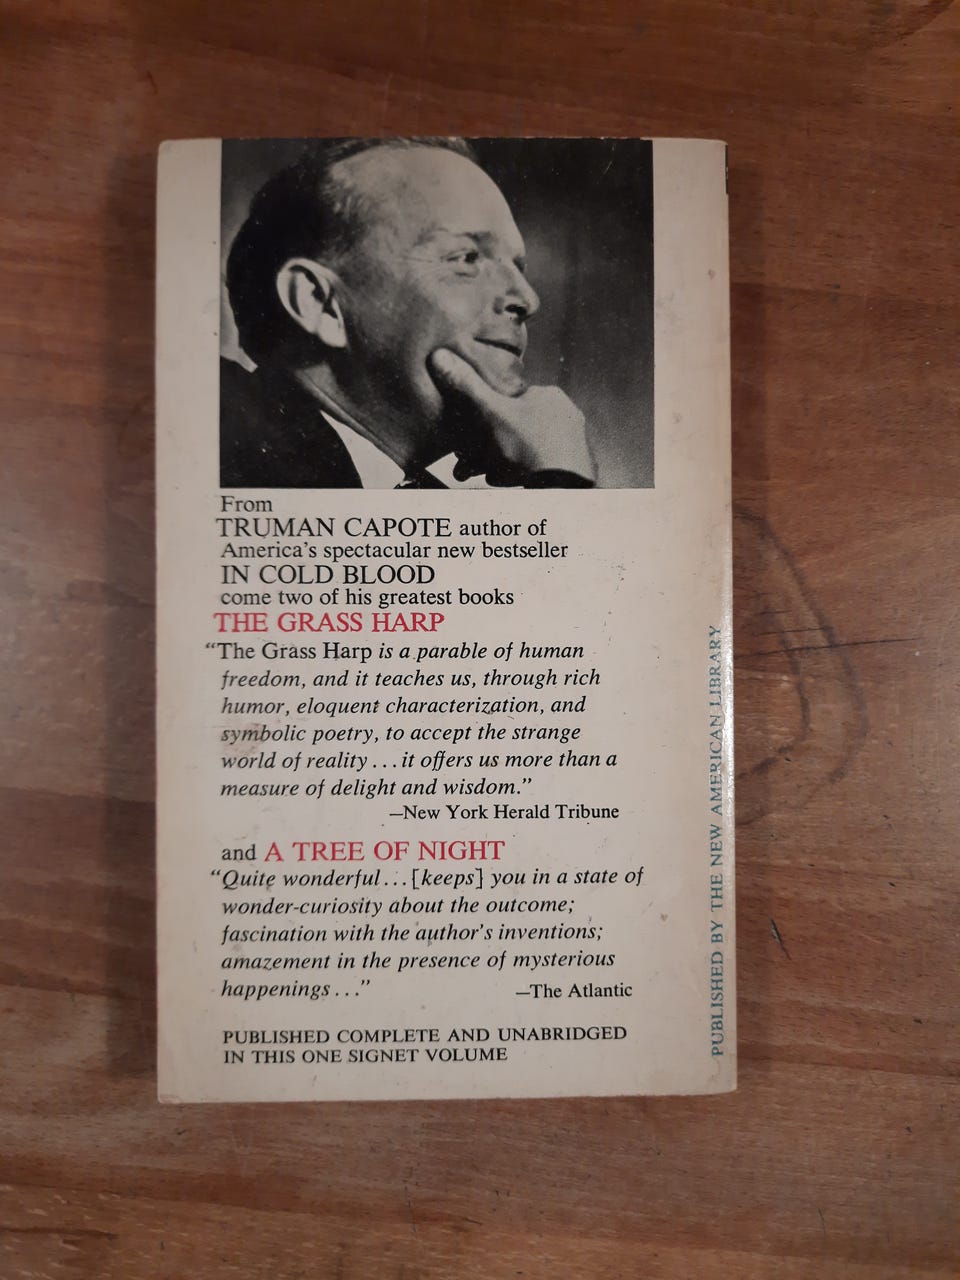 From
TRUMAN CAPOTE author of
America's spectacular new bestseller
IN COLD BLOOD
come two of his greatest books
THE GRASS HARP
“The Grass Harp is a parable of human
freedom, and it teaches us, through rich
humor, eloquent characterization, and
symbolic poetry, to accept the strange
world of reality . . . it offers us more than a
measure of delight and wisdom.”
—New York Herald Tribune
and A TREE OF NIGHT
“Quite wonderful . . . [keeps] you in a state of
wonder-curiosity about the outcome;
fascination with the author's inventions;
amazement in the presence of mysterious
happenings . . .”
—The Atlantic
PUBLISHED COMPLETE AND UNABRIDGED
IN THIS ONE SIGNET VOLUME
PUBLISHED BY THE NEW AMERICAN LIBRARY